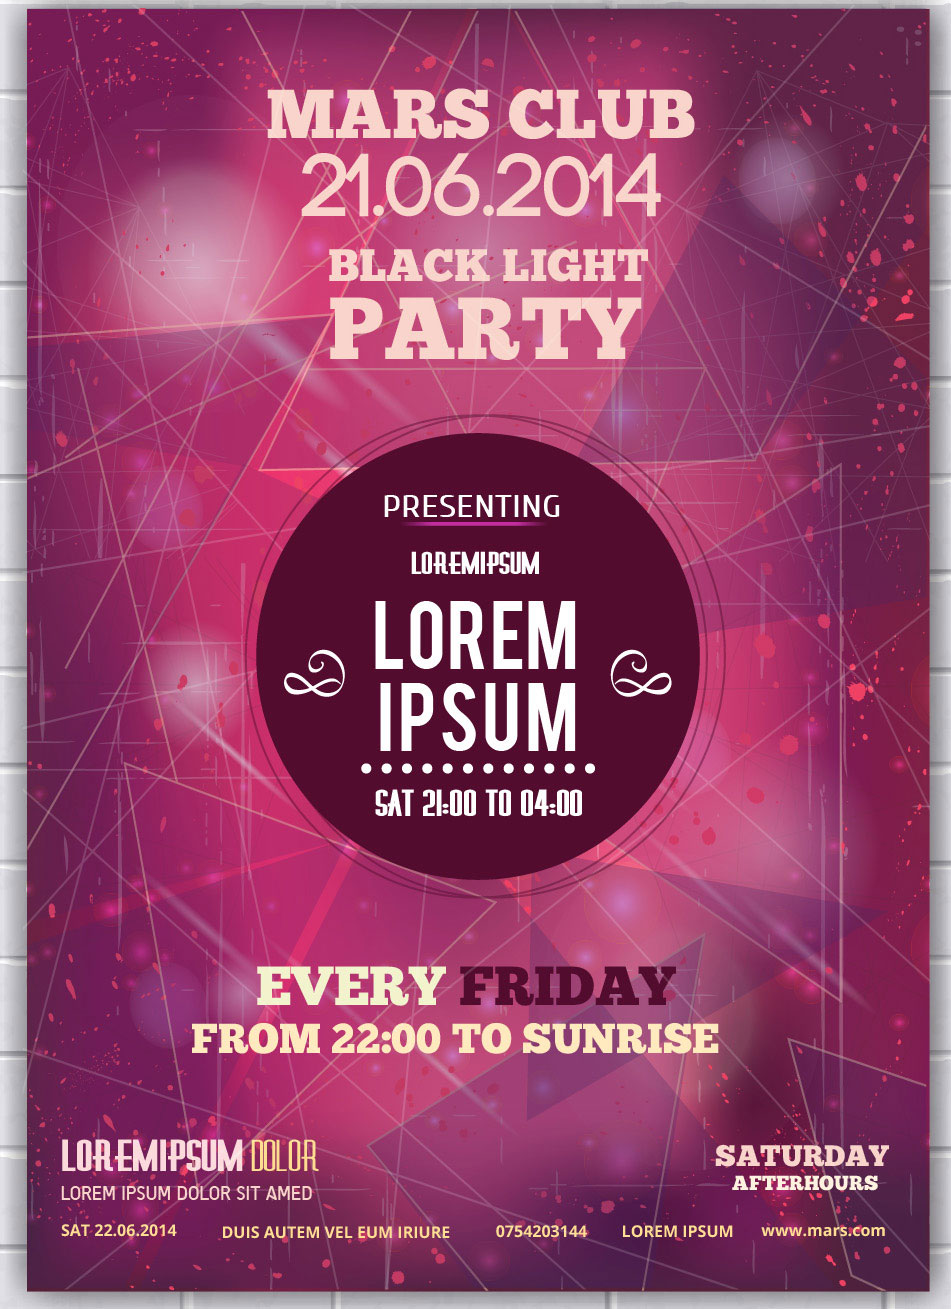 MARS CLUB
21.06.2014
BLACK LIGHT
PARTY
PRESENTING
LOREMIPSUM
LOREM
IPSUM
SAT 21:00 TO 04:00
EVERY FRIDAY
FROM 22:00 TO SUNRISE
LOREMIPSUM DOLOR
LOREM IPSUM DOLOR SIT AMED
SATURDAY
AFTERHOURS
SAT 22.06.2014 DUIS AUTEM VEL EUM IRIURE 0754203144 LOREM IPSUM www.mars.com